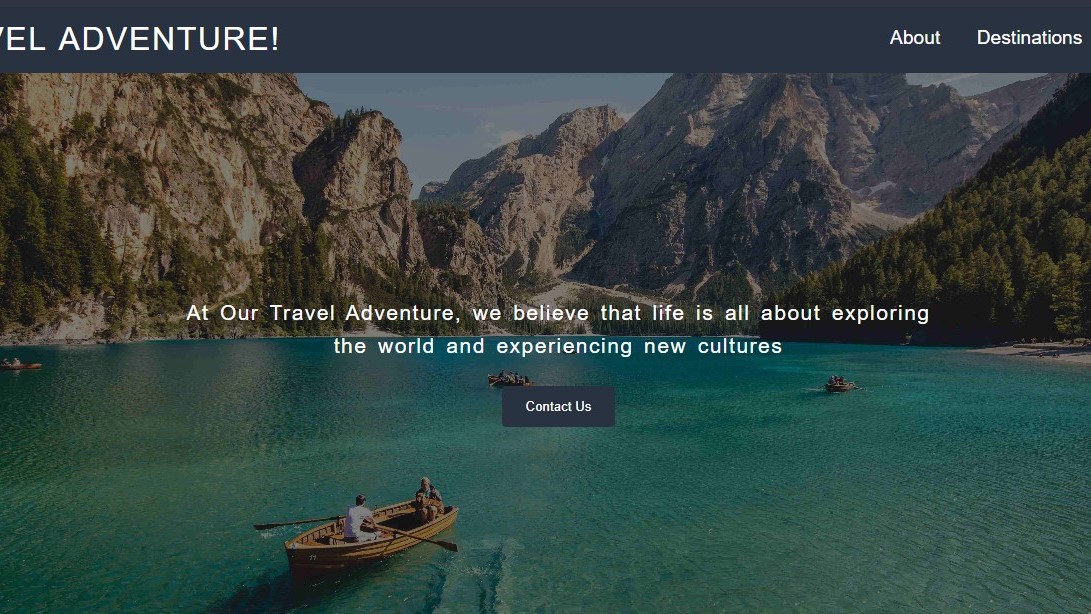 VEL ADVENTURE!
About Destinations
At Our Travel Adventure, we believe that life is all about exploring
the world and experiencing new cultures
Contact Us